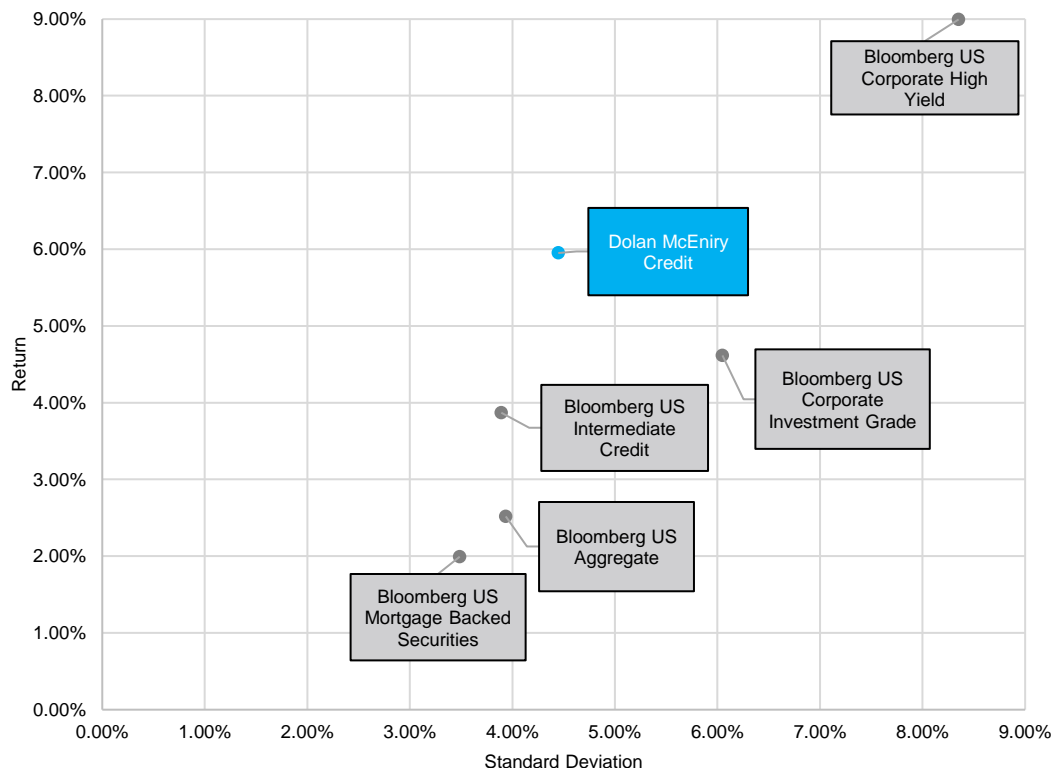 9.00%
Bloomberg US
Corporate High
Yield
8.00%
7.00%
Dolan McEniry
Credit
6.00%
5.00%
Bloomberg US
Corporate
Investment Grade
Return
4.00%
Bloomberg US
Intermediate
Credit
3.00%
Bloomberg US
Aggregate
2.00%
Bloomberg US
Mortgage Backed
Securities
1.00%
0.00%
0.00% 1.00% 2.00% 3.00% 4.00% 5.00% 6.00% 7.00% 8.00% 9.00%
Standard Deviation